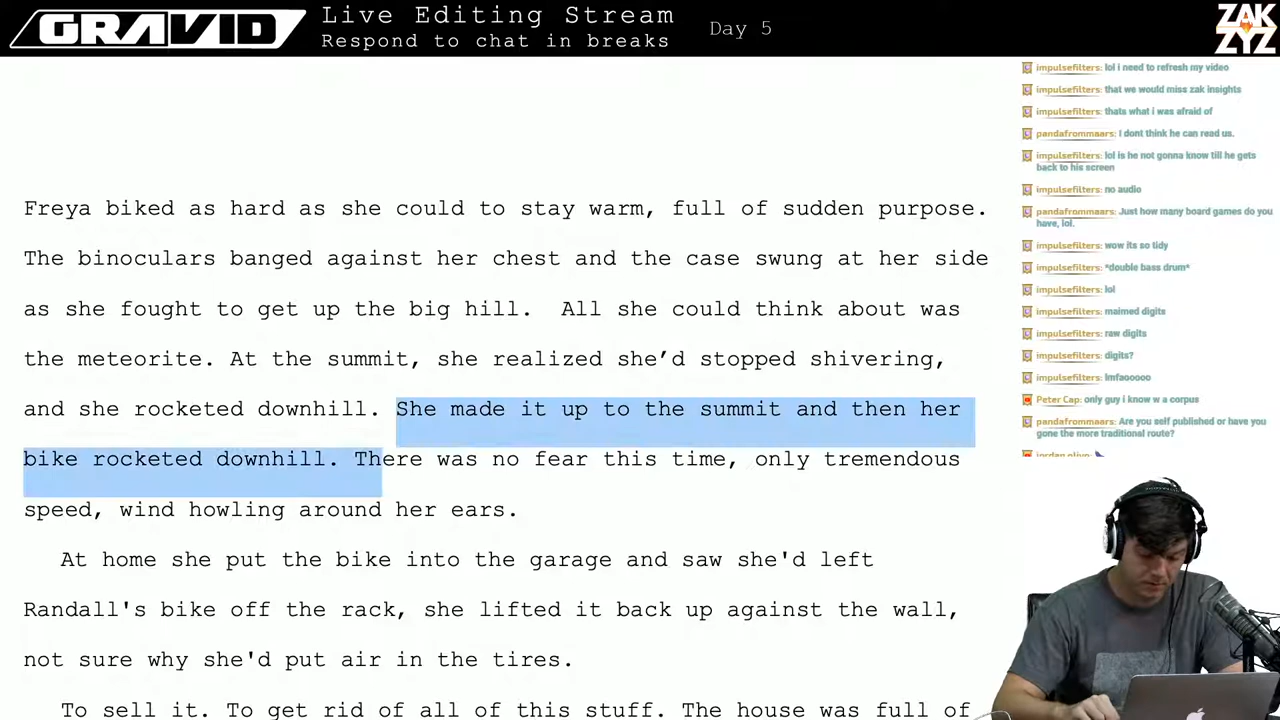 GRAVID
Live Editing Stream
Respond to chat in breaks
Day 5
ZAK
ZYZ
Freya biked as hard as she could to stay warm, full of sudden purpose.
The binoculars banged against her chest and the case swung at her side
as she fought to get up the big hill.  All she could think about was
the meteorite. At the summit, she realized she’d stopped shivering,
and she rocketed downhill. She made it up to the summit and then her
bike rocketed downhill. There was no fear this time, only tremendous
speed, wind howling around her ears.
At home she put the bike into the garage and saw she'd left
Randall's bike off the rack, she lifted it back up against the wall,
not sure why she'd put air in the tires.
To sell it. To get rid of all of this stuff. The house was full of
impulsefilters: lol i need to refresh my video
impulsefilters: that we would miss zak insights
impulsefilters: thats what i was afraid of
pandafrommaars: I dont think he can read us.
impulsefilters: lol is he not gonna know till he gets
back to his screen
impulsefilters: no audio
pandafrommaars: Just how many board games do you
have, lol.
impulsefilters: wow its so tidy
impulsefilters: *double bass drum*
impulsefilters: lol
impulsefilters: maimed digits
impulsefilters: raw digits
impulsefilters: digits?
impulsefilters: lmfaooooo
Peter Cap: only guy i know w a corpus
pandafrommaars: Are you self published or have you
gone the more traditional route?